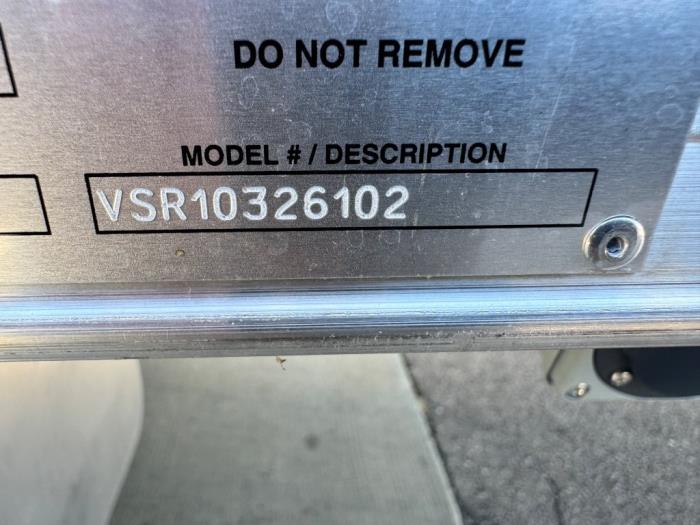 DO NOT REMOVE
MODEL # / DESCRIPTION
VSR10326102